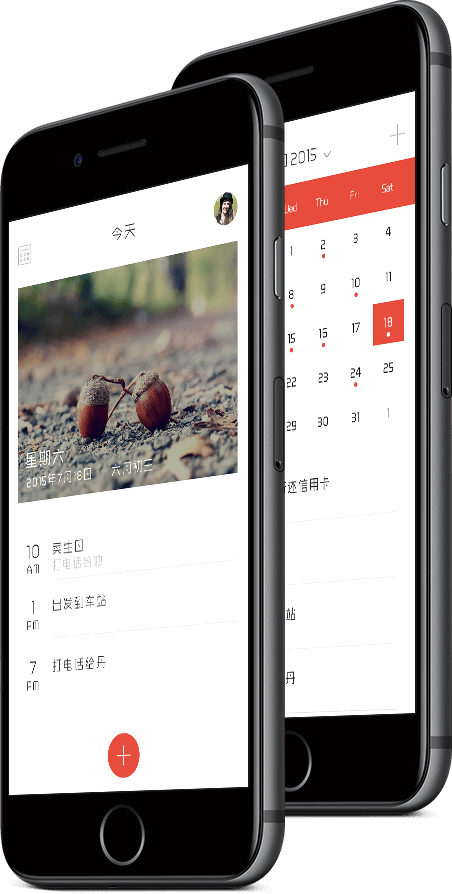 今天
星期六
2015年7月18日 六月初三
10 AM
菜生日
打电话给她
1 PM
出发到车站
7 PM
打电话给丹
2015
Wed Thu Fri Sat
1 2 3 4
8 9 10 11
15 16 17 18
22 23 24 25
29 30 31 1
还信用卡
站
丹